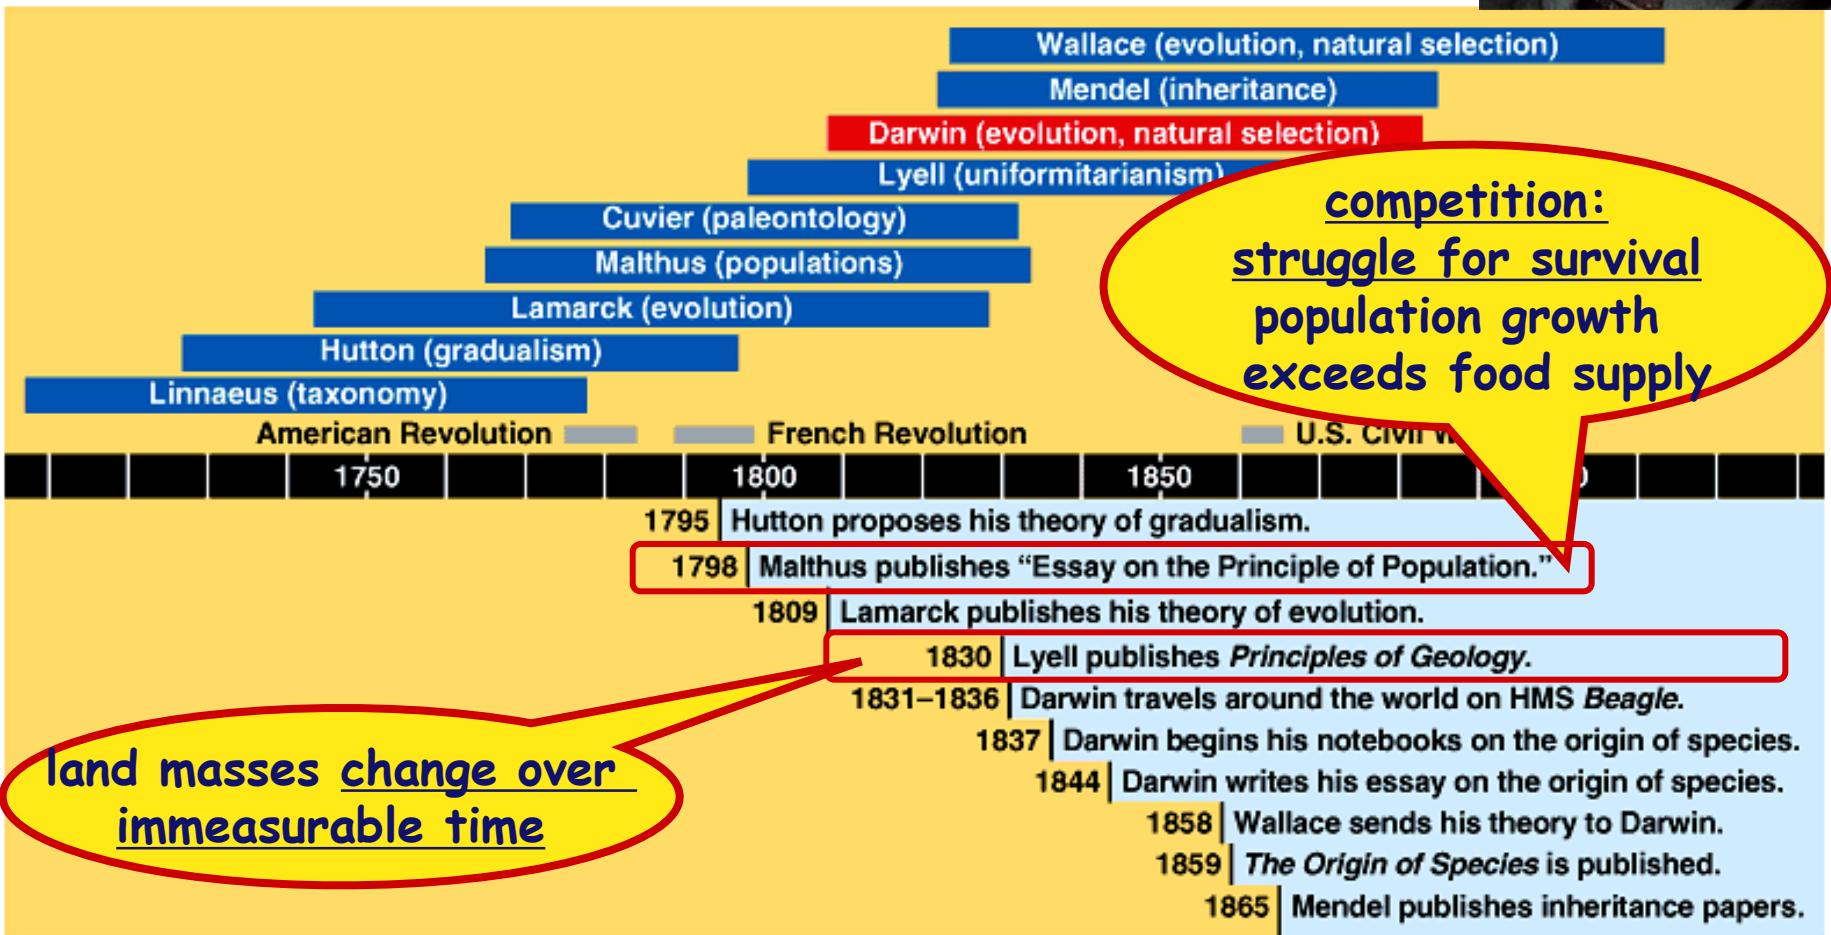 Wallace (evolution, natural selection)
Mendel (inheritance)
Darwin (evolution, natural selection)
Lyell (uniformitarianism)
Cuvier (paleontology)
Malthus (populations)
Lamarck (evolution)
Hutton (gradualism)
Linnaeus (taxonomy)
competition:
struggle for survival
population growth
exceeds food supply
American Revolution
French Revolution
U.S. Civil
1750
1800
1850
1795 Hutton proposes his theory of gradualism.
1798 Malthus publishes “Essay on the Principle of Population.”
1809 Lamarck publishes his theory of evolution.
1830 Lyell publishes Principles of Geology.
1831–1836 Darwin travels around the world on HMS Beagle.
1837 Darwin begins his notebooks on the origin of species.
1844 Darwin writes his essay on the origin of species.
1858 Wallace sends his theory to Darwin.
1859 The Origin of Species is published.
1865 Mendel publishes inheritance papers.
land masses change over
immeasurable time